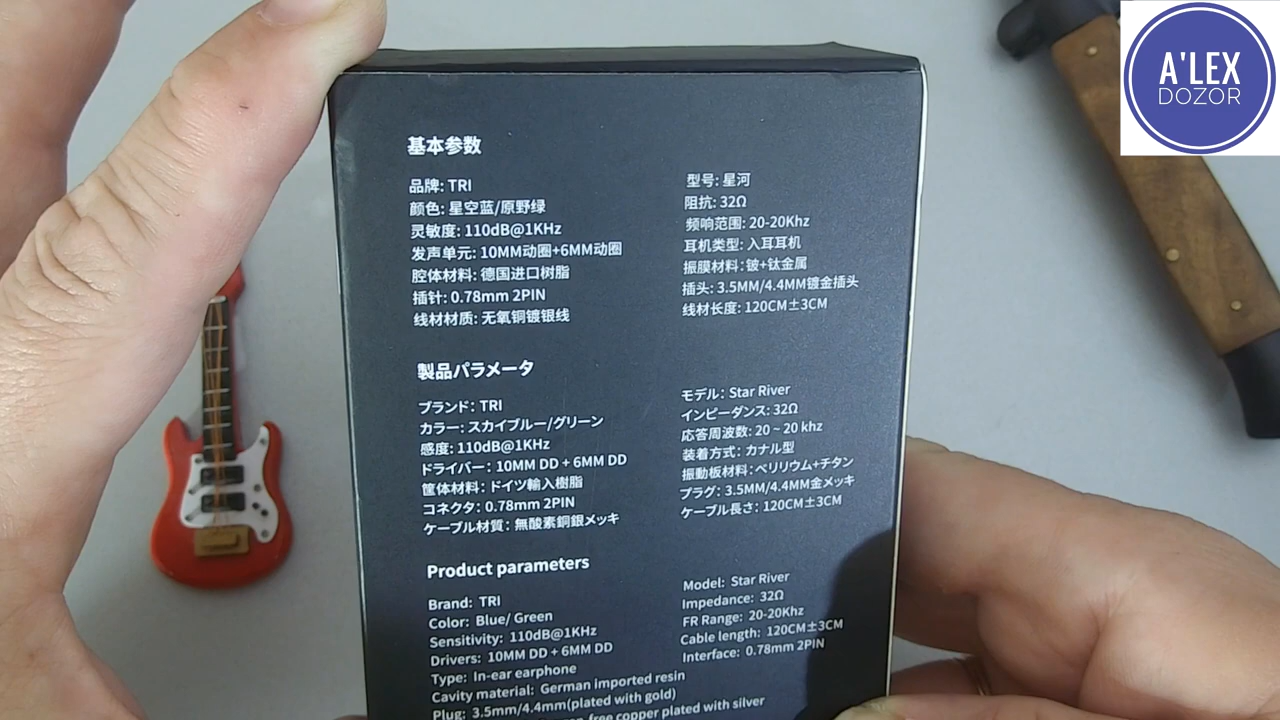 A'LEX
DOZOR
基本参数
品牌: TRI
颜色: 星空蓝/原野绿
灵敏度: 110dB@1KHz
发声单元: 10MM动圈+6MM动圈
腔体材料: 德国进口树脂
插针: 0.78mm 2PIN
线材材质: 无氧铜镀银线
型号: 星河
阻抗: 32Ω
频响范围: 20-20Khz
耳机类型: 入耳耳机
振膜材料: 铍+钛金属
插头: 3.5MM/4.4MM镀金插头
线材长度: 120CM±3CM
製品パラメータ
ブランド: TRI
カラー: スカイブルー/グリーン
感度: 110dB@1KHz
ドライバー: 10MM DD + 6MM DD
筐体材料: ドイツ輸入樹脂
コネクタ: 0.78mm 2PIN
ケーブル材質: 無酸素銅銀メッキ
モデル: Star River
インピーダンス: 32Ω
応答周波数: 20 ~ 20 khz
装着方式: カナル型
振動板材料: ベリリウム+チタン
プラグ: 3.5MM/4.4MM金メッキ
ケーブル長さ: 120CM±3CM
Product parameters
Brand: TRI
Color: Blue/ Green
Sensitivity: 110dB@1KHz
Drivers: 10MM DD + 6MM DD
Type: In-ear earphone
Cavity material: German imported resin
Plug: 3.5mm/4.4mm(plated with gold)
free copper plated with silver
Model: Star River
Impedance: 32Ω
FR Range: 20-20Khz
Cable length: 120CM±3CM
Interface: 0.78mm 2PIN